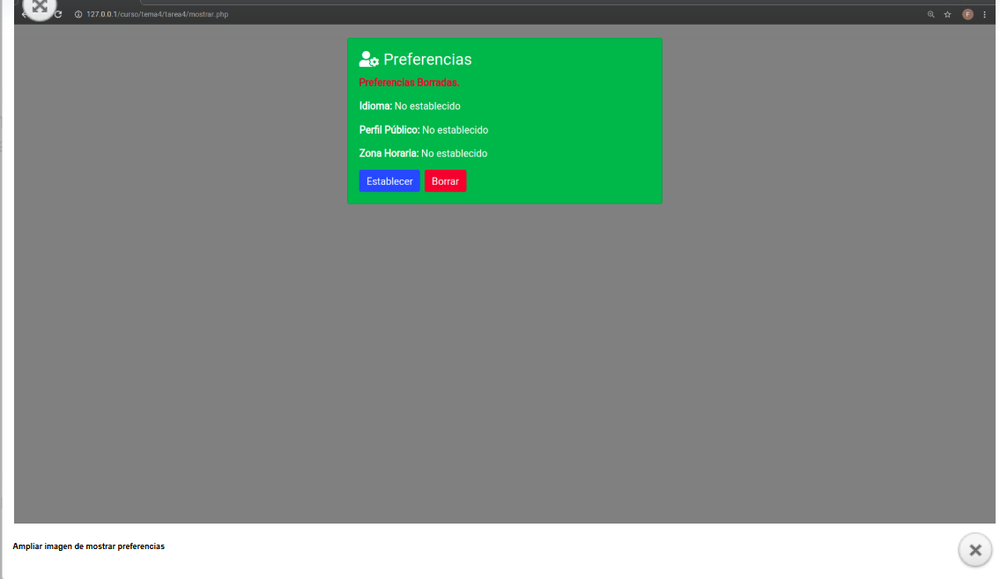 127.0.0.1/curso/tema4/tarea4/mostrar.php
F
Preferencias
Preferencias Borradas.
Idioma: No establecido
Perfil Público: No establecido
Zona Horaria: No establecido
Establecer Borrar
Ampliar imagen de mostrar preferencias